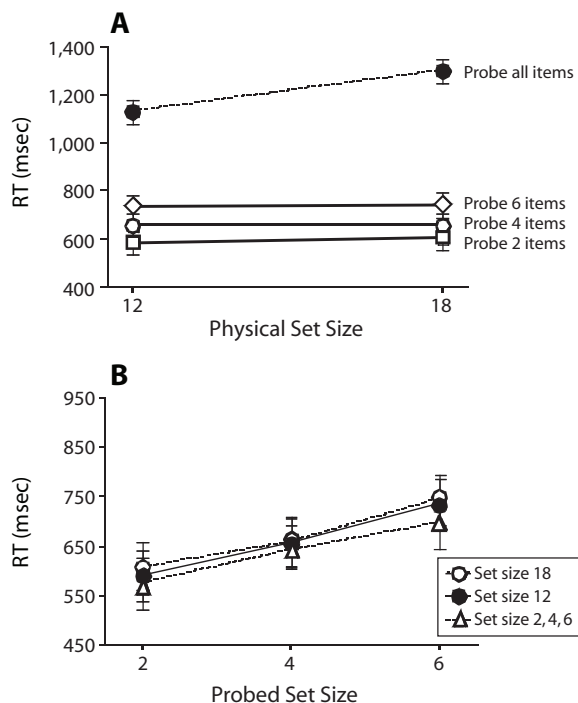 A
1,400
1,200
1,000
800
600
400
RT (msec)
Probe all items
Probe 6 items
Probe 4 items
Probe 2 items
12
18
Physical Set Size
B
950
850
750
650
550
450
RT (msec)
Set size 18
Set size 12
Set size 2,4,6
2
4
6
Probed Set Size